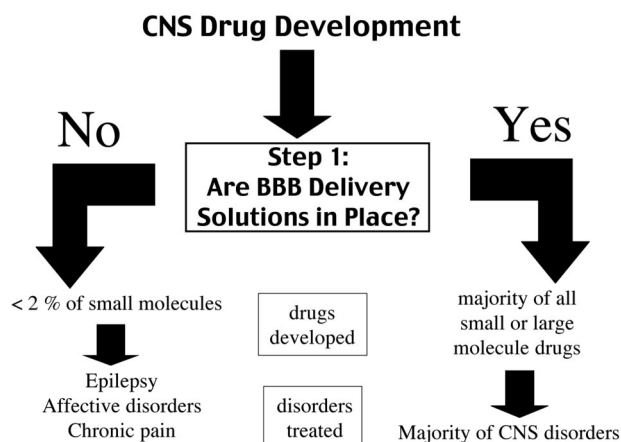 CNS Drug Development
No
Yes
Step 1:
Are BBB Delivery
Solutions in Place?
< 2 % of small molecules
drugs
developed
majority of all
small or large
molecule drugs
Epilepsy
Affective disorders
Chronic pain
disorders
treated
Majority of CNS disorders